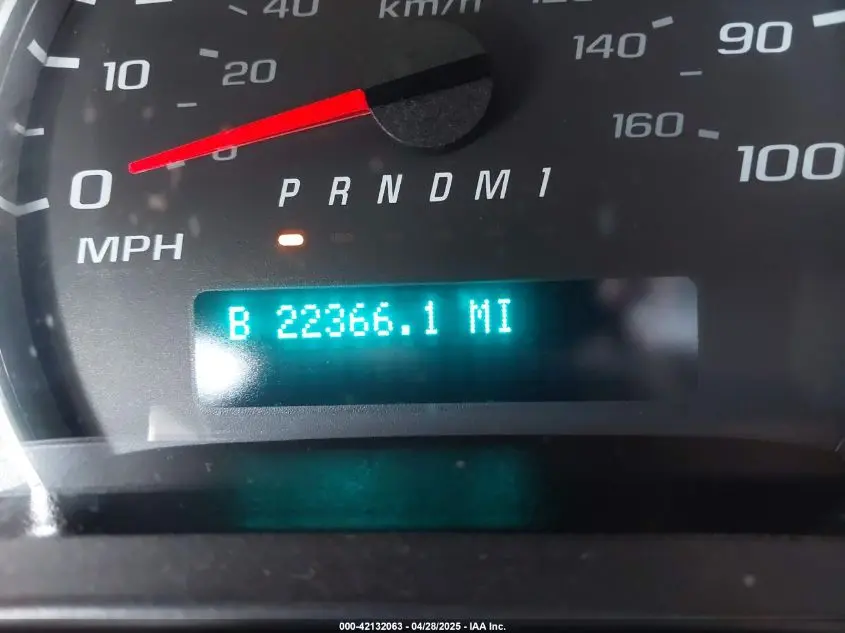 40 km/h
10 20 140 90
0 0 160 100
P R N D M 1
MPH
B 22366.1 MI
000-42132063 - 04/28/2025 - IAA Inc.